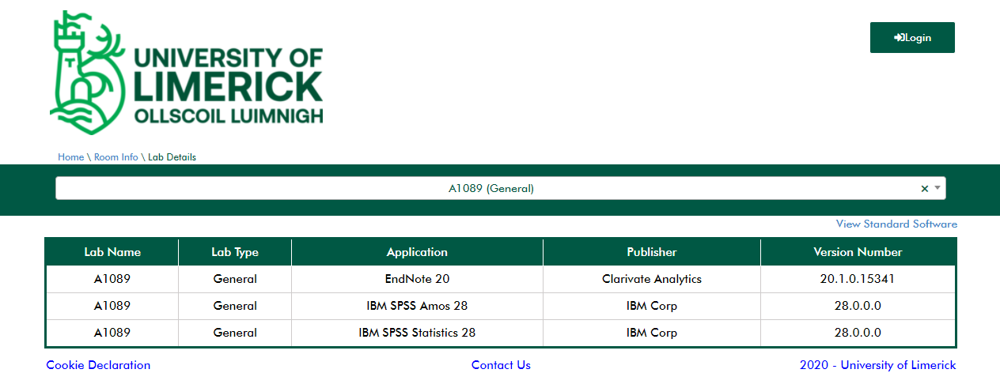 UNIVERSITY OF
LIMERICK
OLLSCOIL LUIMNIGH
Login
Home \ Room Info \ Lab Details
A1089 (General) × 
View Standard Software
Lab Name Lab Type Application Publisher Version Number
A1089 General EndNote 20 Clarivate Analytics 20.1.0.15341
A1089 General IBM SPSS Amos 28 IBM Corp 28.0.0.0
A1089 General IBM SPSS Statistics 28 IBM Corp 28.0.0.0
Cookie Declaration Contact Us 2020 - University of Limerick